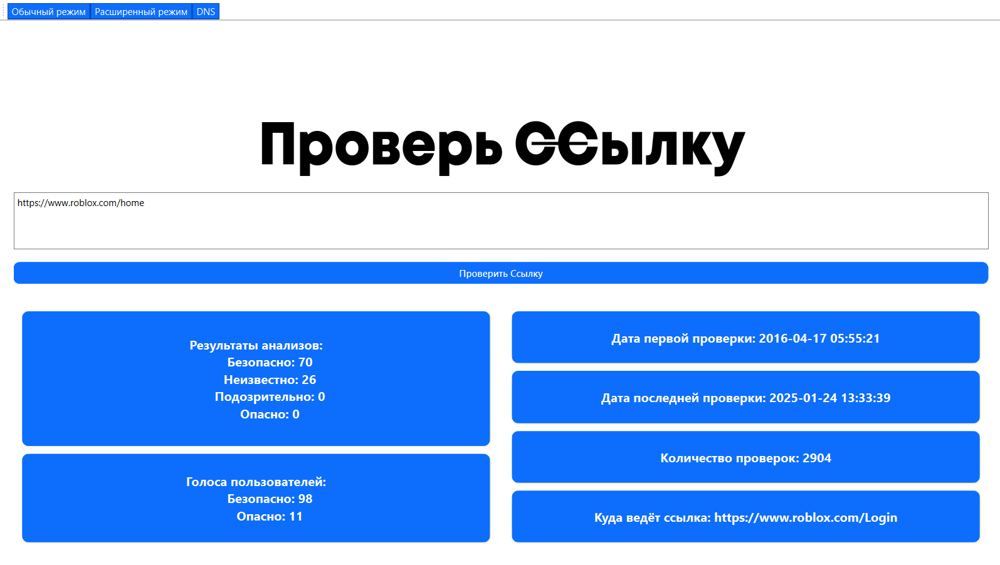 Обычный режим Расширенный режим DNS
Проверь ССылку
https://www.roblox.com/home
Проверить Ссылку
Результаты анализов:
Безопасно: 70
Неизвестно: 26
Подозрительно: 0
Опасно: 0
Голоса пользователей:
Безопасно: 98
Опасно: 11
Дата первой проверки: 2016-04-17 05:55:21
Дата последней проверки: 2025-01-24 13:33:39
Количество проверок: 2904
Куда ведёт ссылка: https://www.roblox.com/Login